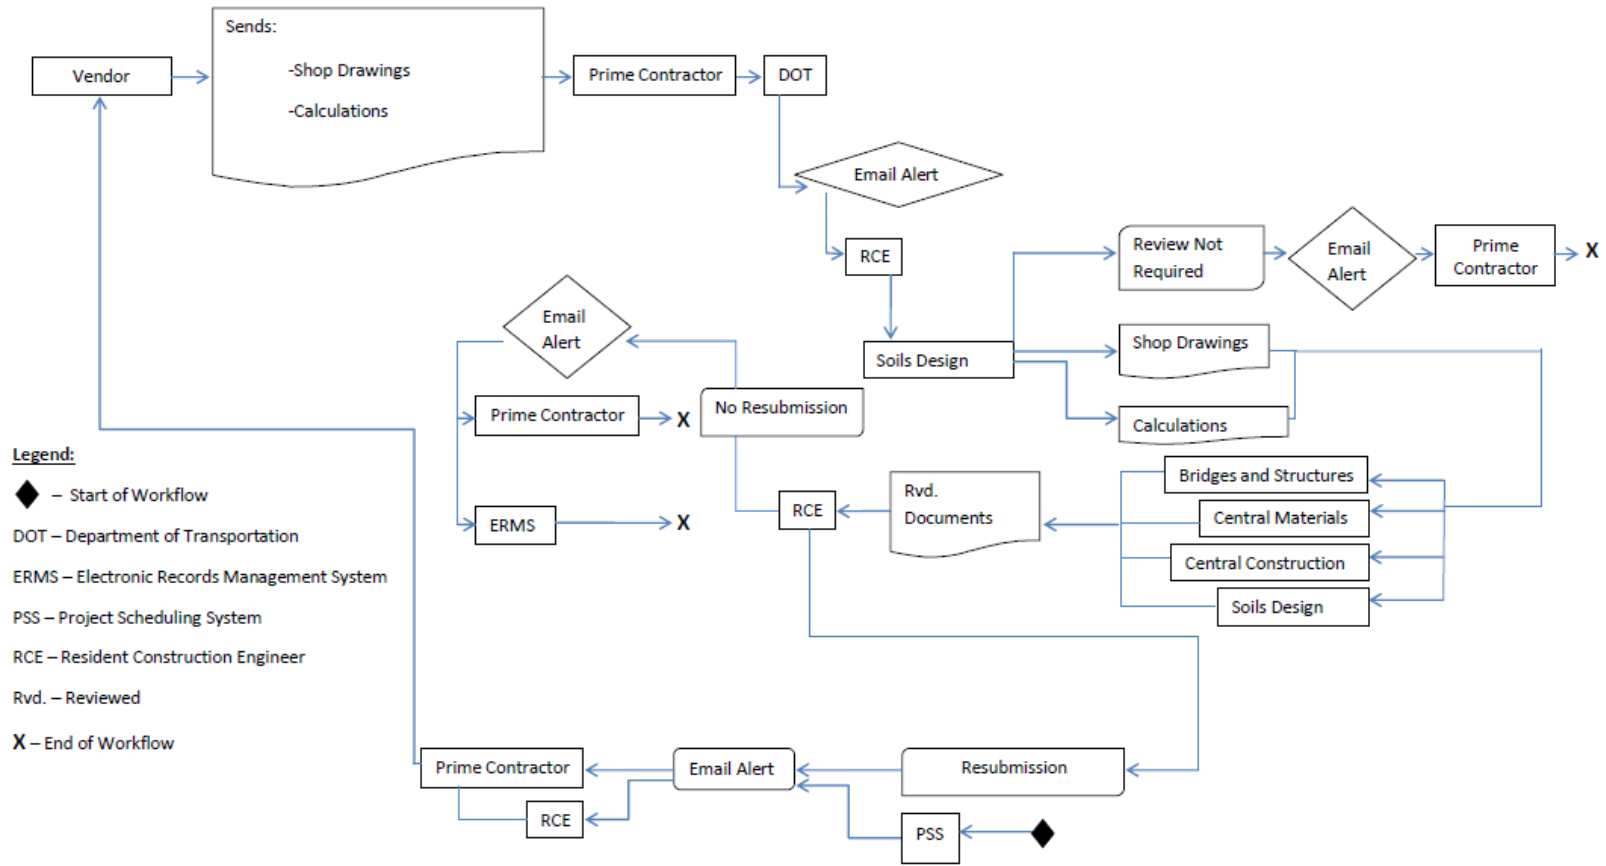 Sends:
-Shop Drawings
-Calculations
Vendor
Prime Contractor
DOT
Email Alert
RCE
Review Not
Required
Email
Alert
Prime
Contractor
X
Email
Alert
Soils Design
Shop Drawings
Calculations
Prime Contractor
X
No Resubmission
ERMS
X
RCE
Rvd.
Documents
Bridges and Structures
Central Materials
Central Construction
Soils Design
Legend:
– Start of Workflow
DOT – Department of Transportation
ERMS – Electronic Records Management System
PSS – Project Scheduling System
RCE – Resident Construction Engineer
Rvd. – Reviewed
X – End of Workflow
Prime Contractor
Email Alert
Resubmission
RCE
PSS